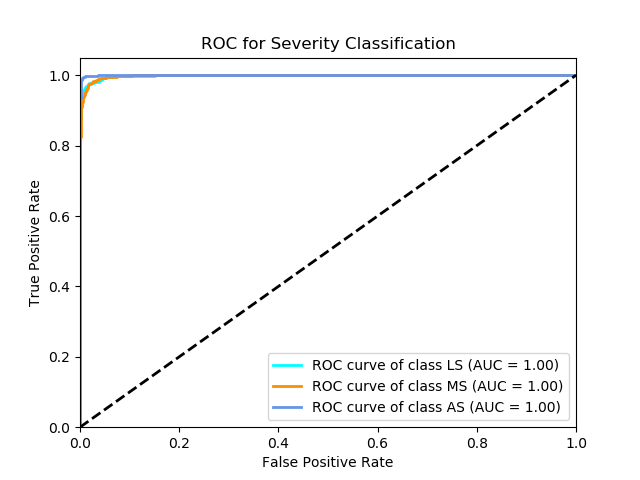 ROC for Severity Classification
True Positive Rate
1.0
0.8
0.6
0.4
0.2
0.0
ROC curve of class LS (AUC = 1.00)
ROC curve of class MS (AUC = 1.00)
ROC curve of class AS (AUC = 1.00)
0.0 0.2 0.4 0.6 0.8 1.0
False Positive Rate